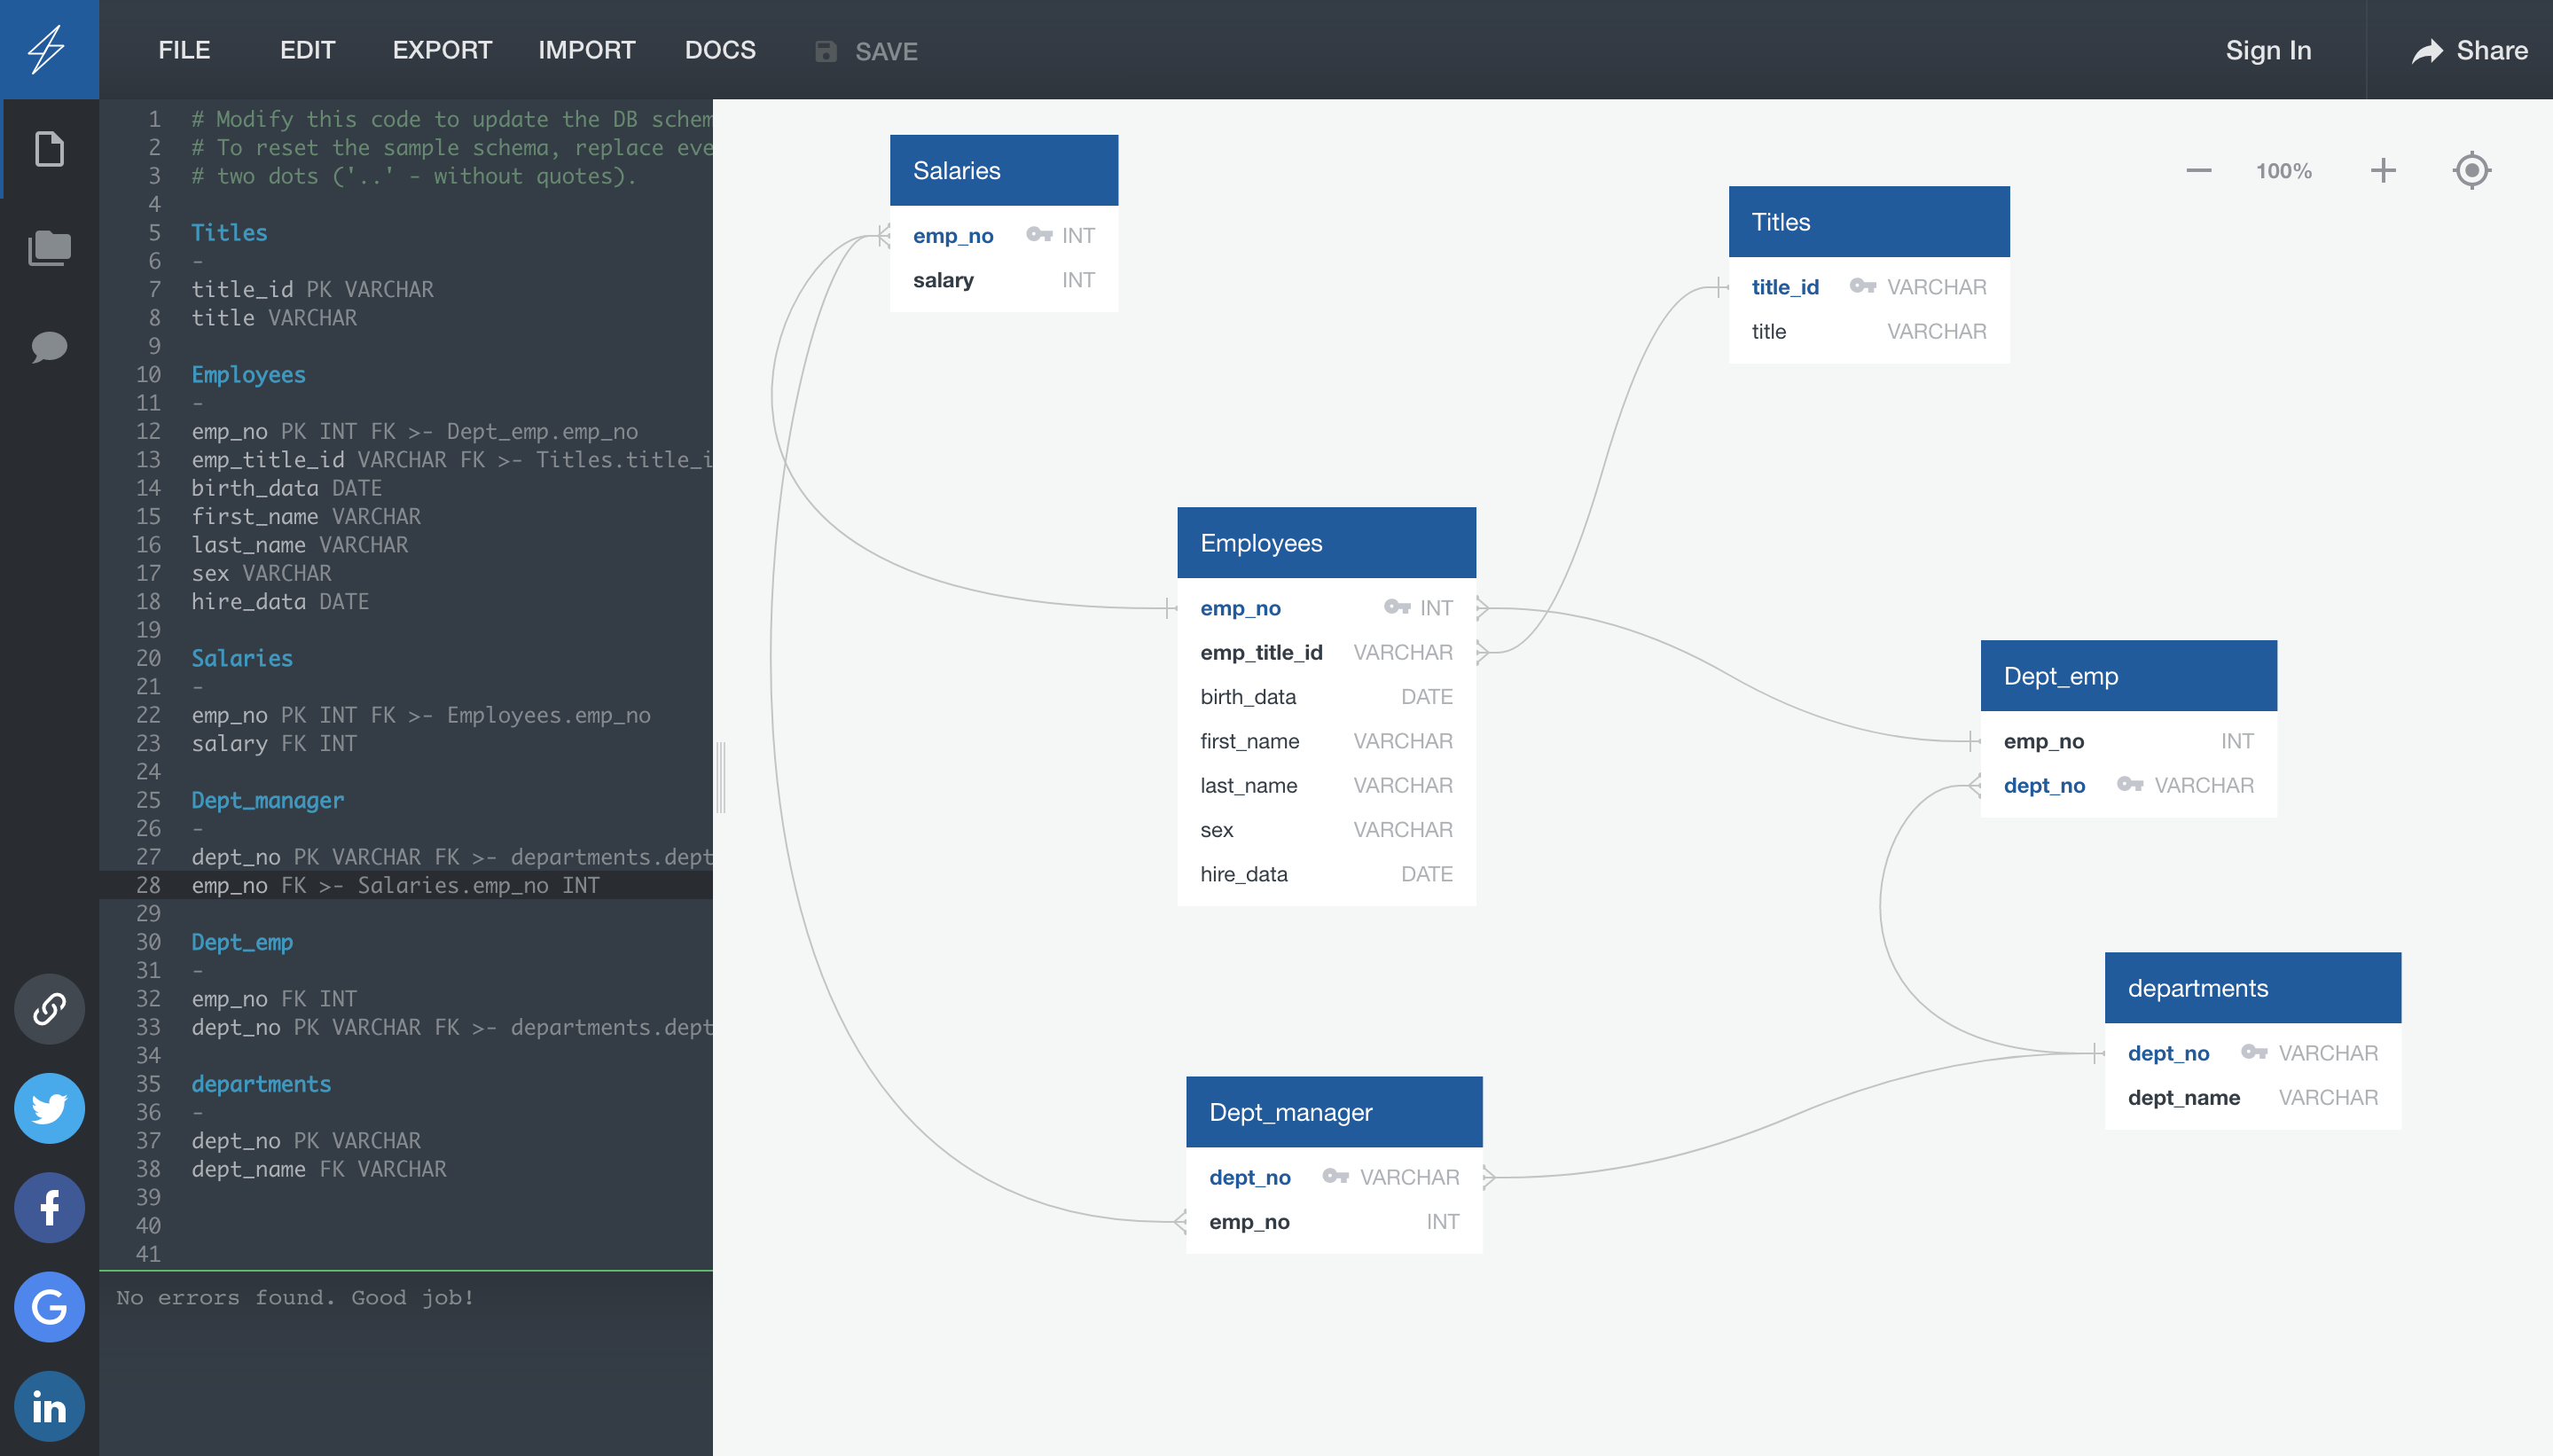 FILE EDIT EXPORT IMPORT DOCS SAVE Sign In Share
1 # Modify this code to update the DB schem
2 # To reset the sample schema, replace eve
3 # two dots ('..' - without quotes).
4
5 Titles
6 -
7 title_id PK VARCHAR
8 title VARCHAR
9
10 Employees
11 -
12 emp_no PK INT FK >- Dept_emp.emp_no
13 emp_title_id VARCHAR FK >- Titles.title_i
14 birth_data DATE
15 first_name VARCHAR
16 last_name VARCHAR
17 sex VARCHAR
18 hire_data DATE
19
20 Salaries
21 -
22 emp_no PK INT FK >- Employees.emp_no
23 salary FK INT
24
25 Dept_manager
26 -
27 dept_no PK VARCHAR FK >- departments.dept
28 emp_no FK >- Salaries.emp_no INT
29
30 Dept_emp
31 -
32 emp_no FK INT
33 dept_no PK VARCHAR FK >- departments.dept
34
35 departments
36 -
37 dept_no PK VARCHAR
38 dept_name FK VARCHAR
39
40
41
No errors found. Good job!
100%
Salaries
emp_no INT
salary INT
Titles
title_id VARCHAR
title VARCHAR
Employees
emp_no INT
emp_title_id VARCHAR
birth_data DATE
first_name VARCHAR
last_name VARCHAR
sex VARCHAR
hire_data DATE
Dept_emp
emp_no INT
dept_no VARCHAR
departments
dept_no VARCHAR
dept_name VARCHAR
Dept_manager
dept_no VARCHAR
emp_no INT